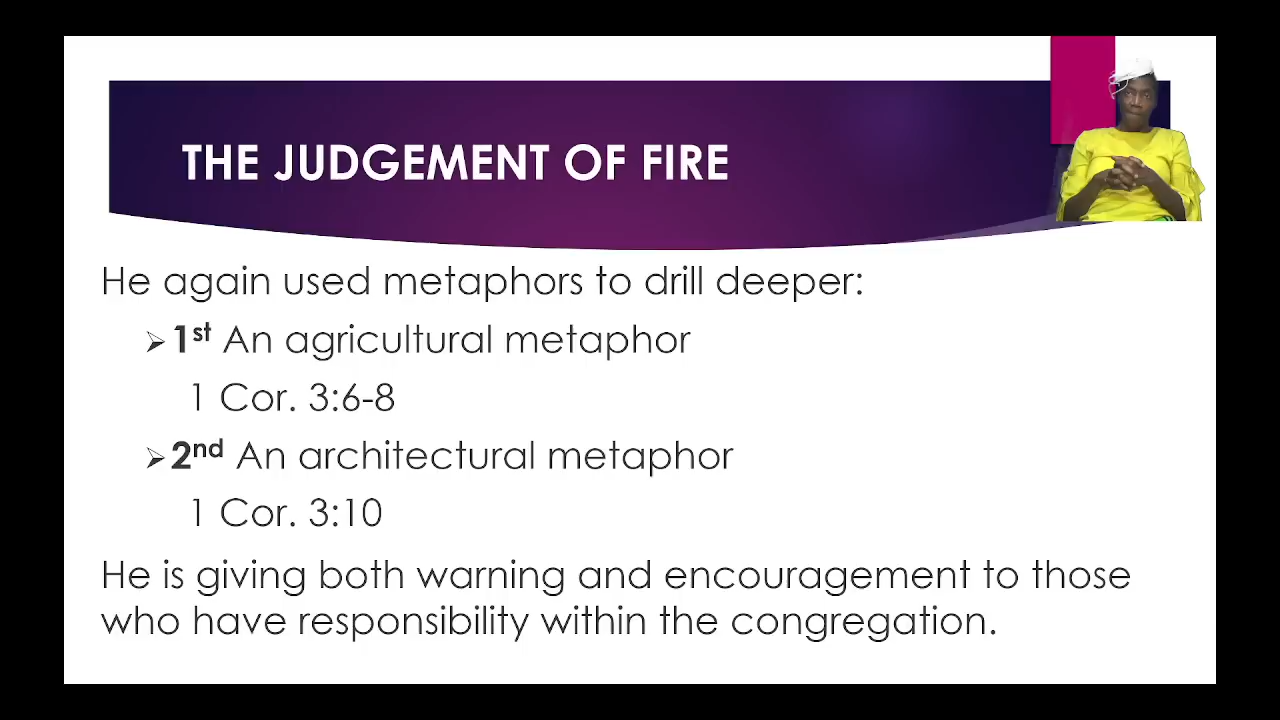 THE JUDGEMENT OF FIRE
He again used metaphors to drill deeper:
➢1st An agricultural metaphor
1 Cor. 3:6-8
➢2nd An architectural metaphor
1 Cor. 3:10
He is giving both warning and encouragement to those
who have responsibility within the congregation.